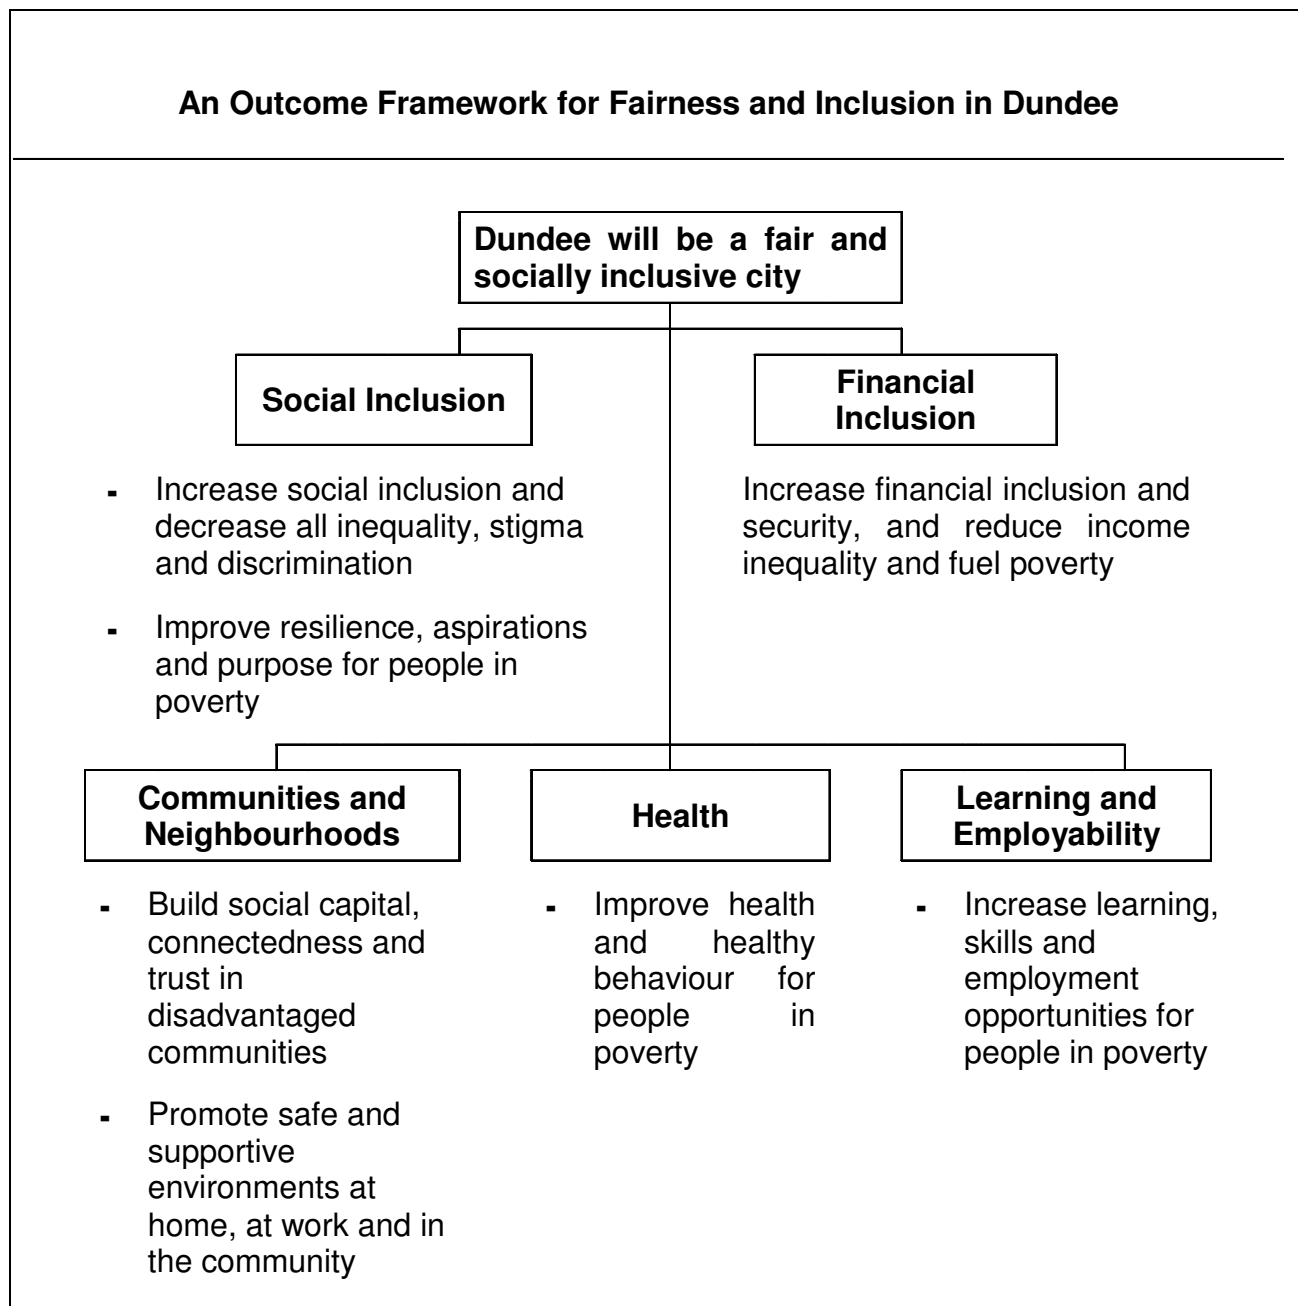 An Outcome Framework for Fairness and Inclusion in Dundee
Dundee will be a fair and
socially inclusive city
Social Inclusion
Financial
Inclusion
- Increase social inclusion and
decrease all inequality, stigma
and discrimination
- Improve resilience, aspirations
and purpose for people in
poverty
Increase financial inclusion and
security, and reduce income
inequality and fuel poverty
Communities and
Neighbourhoods
Health
Learning and
Employability
- Build social capital,
connectedness and
trust in
disadvantaged
communities
- Promote safe and
supportive
environments at
home, at work and in
the community
- Improve health
and healthy
behaviour for
people in
poverty
- Increase learning,
skills and
employment
opportunities for
people in poverty